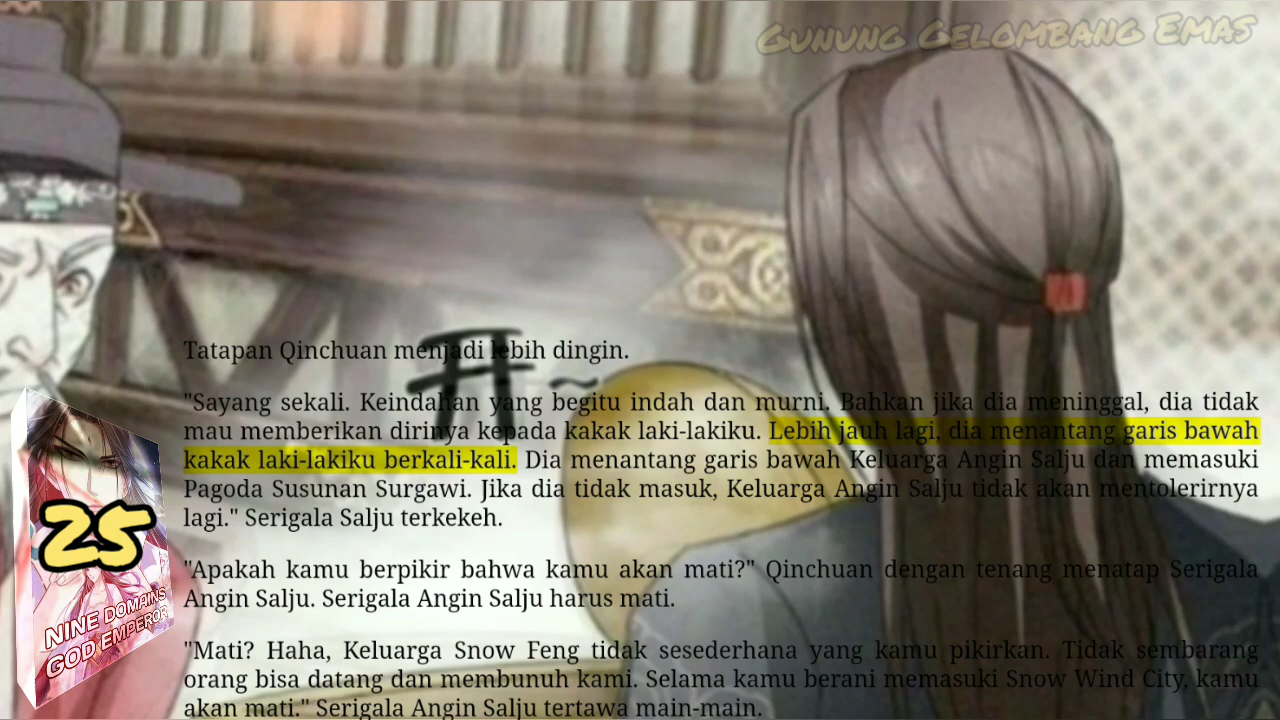 Gunung Gelombang Emas
Tatapan Qinchuan menjadi lebih dingin.
"Sayang sekali. Keindahan yang begitu indah dan murni. Bahkan jika dia meninggal, dia tidak
mau memberikan dirinya kepada kakak laki-lakiku. Lebih jauh lagi, dia menantang garis bawah
kakak laki-lakiku berkali-kali. Dia menantang garis bawah Keluarga Angin Salju dan memasuki
Pagoda Susunan Surgawi. Jika dia tidak masuk, Keluarga Angin Salju tidak akan mentolerirnya
lagi." Serigala Salju terkekeh.
"Apakah kamu berpikir bahwa kamu akan mati?" Qinchuan dengan tenang menatap Serigala
Angin Salju. Serigala Angin Salju harus mati.
"Mati? Haha, Keluarga Snow Feng tidak sesederhana yang kamu pikirkan. Tidak sembarang
orang bisa datang dan membunuh kami. Selama kamu berani memasuki Snow Wind City, kamu
akan mati." Serigala Angin Salju tertawa main-main.
25
NINE DOMAINS
GOD EMPEROR